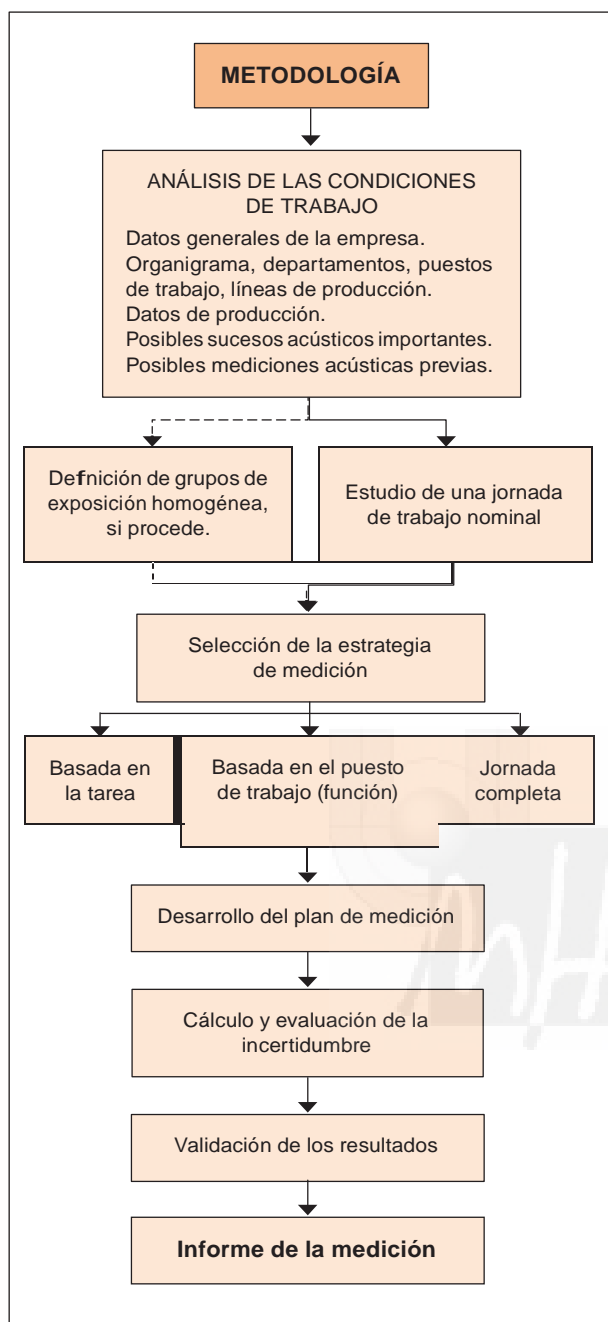 METODOLOGÍA
ANÁLISIS DE LAS CONDICIONES
DE TRABAJO
Datos generales de la empresa.
Organigrama, departamentos, puestos
de trabajo, líneas de producción.
Datos de producción.
Posibles sucesos acústicos importantes.
Posibles mediciones acústicas previas.
Defnición de grupos de
exposición homogénea,
si procede.
Estudio de una jornada
de trabajo nominal
Selección de la estrategia
de medición
Basada en
la tarea
Basada en el puesto
de trabajo (función)
Jornada
completa
Desarrollo del plan de medición
Cálculo y evaluación de la
incertidumbre
Validación de los resultados
Informe de la medición